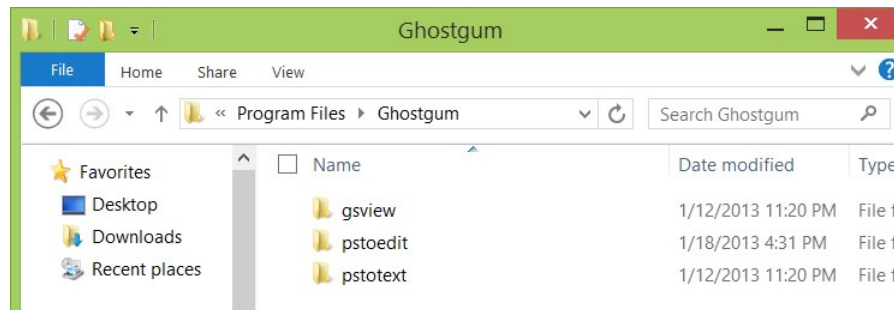 Ghostgum
File Home Share View
« Program Files Ghostgum Search Ghostgum
Name Date modified Type
Favorites
Desktop
Downloads
Recent places
gsview 1/12/2013 11:20 PM File f
pstoedit 1/18/2013 4:31 PM File f
pstotext 1/12/2013 11:20 PM File f